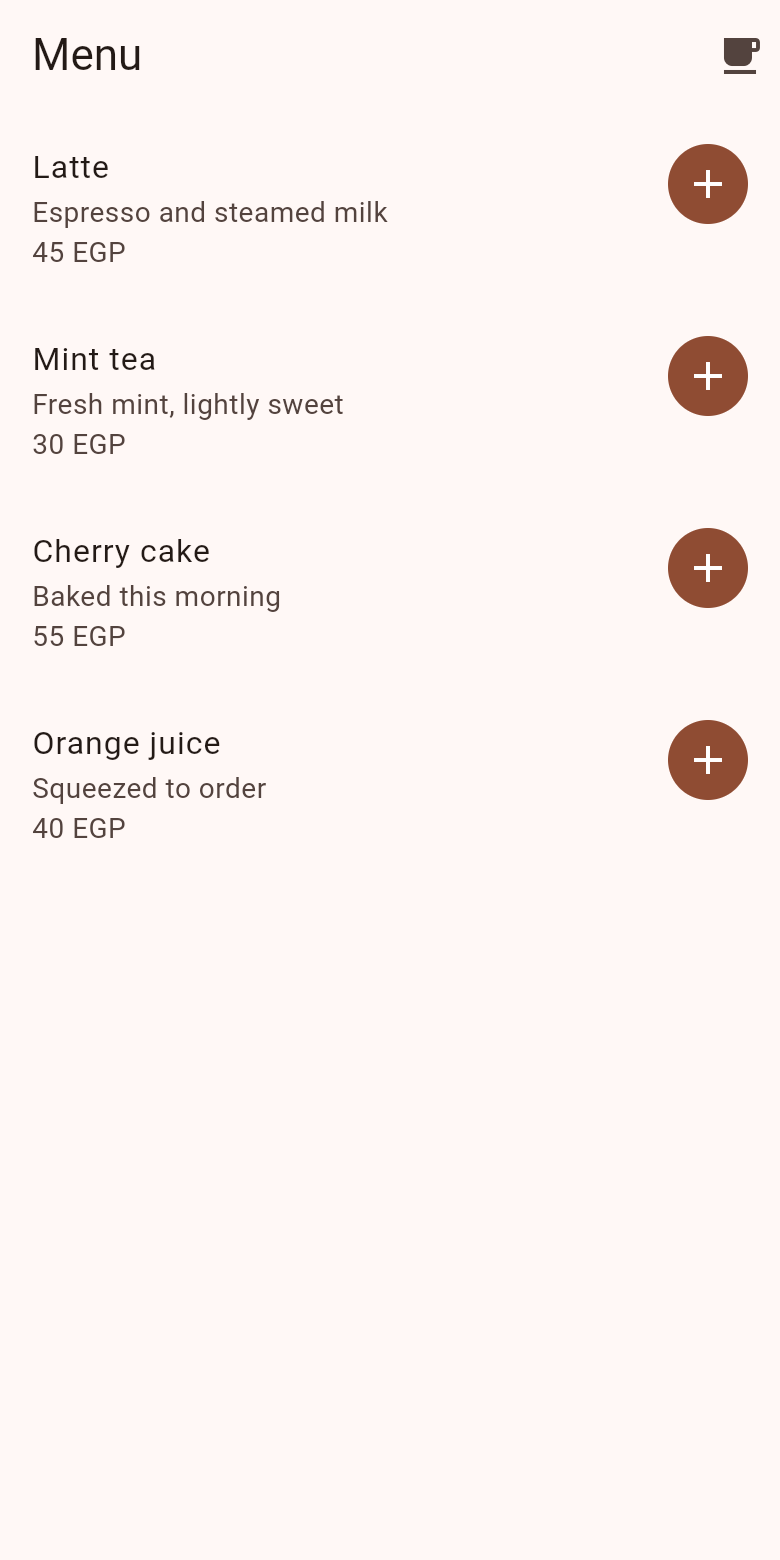 Menu
Latte
Espresso and steamed milk
45 EGP
Mint tea
Fresh mint, lightly sweet
30 EGP
Cherry cake
Baked this morning
55 EGP
Orange juice
Squeezed to order
40 EGP